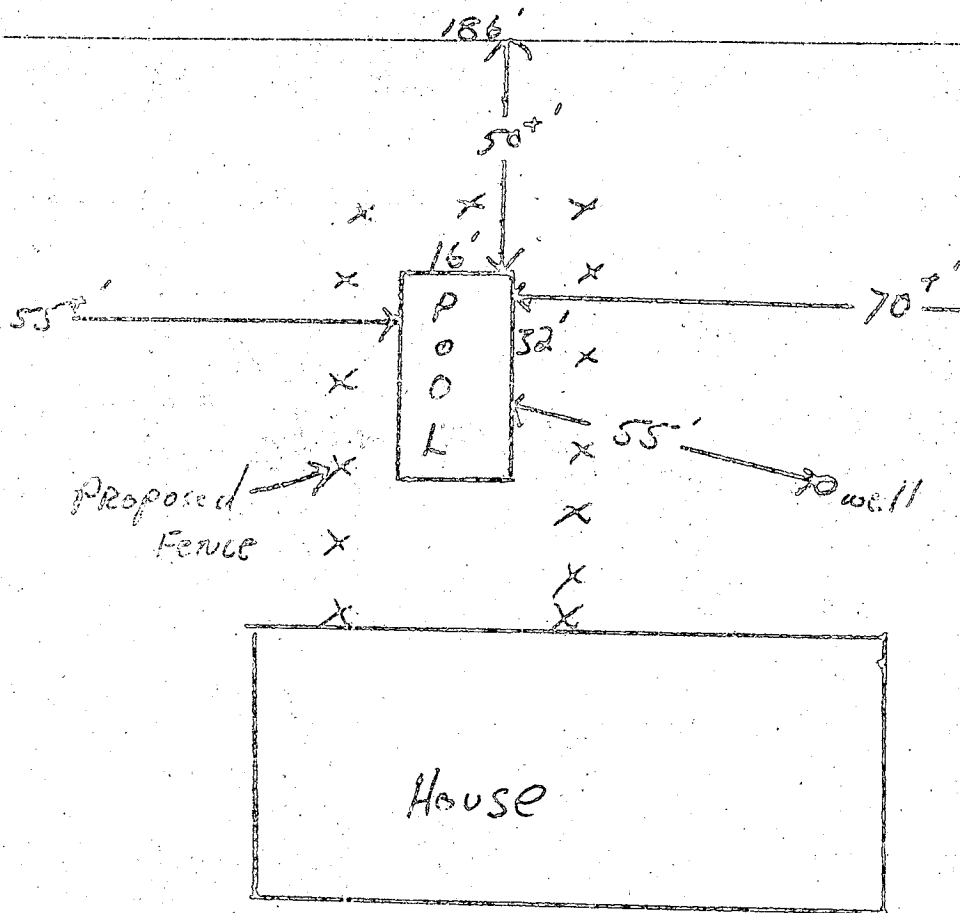 186'
50+'
16'
55+'
70+'
P
O
O
L
32'
55'
Proposed
Fence
well
House